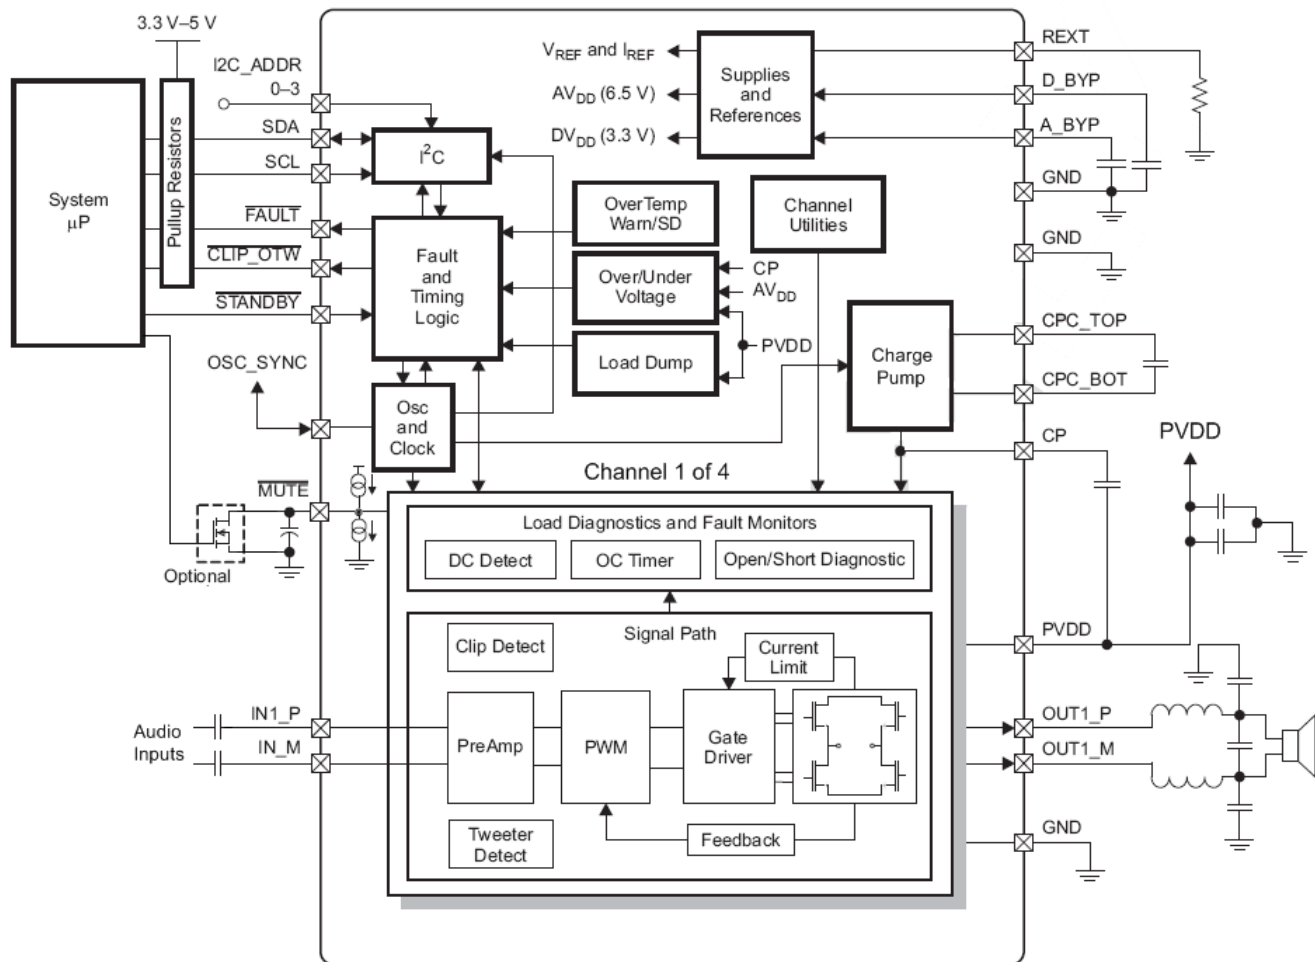 3.3 V–5 V
I2C_ADDR
0–3
SDA
SCL
FAULT
CLIP_OTW
STANDBY
OSC_SYNC
MUTE
Optional
System
μP
Pullup Resistors
I²C
Fault
and
Timing
Logic
Osc
and
Clock
VREF and IREF
AVDD (6.5 V)
DVDD (3.3 V)
Supplies
and
References
OverTemp
Warn/SD
Over/Under
Voltage
Load Dump
CP
AVDD
PVDD
Channel
Utilities
Charge
Pump
REXT
D_BYP
A_BYP
GND
GND
CPC_TOP
CPC_BOT
CP
PVDD
Channel 1 of 4
Load Diagnostics and Fault Monitors
DC Detect
OC Timer
Open/Short Diagnostic
Signal Path
Clip Detect
Current
Limit
Audio
Inputs
IN1_P
IN_M
PreAmp
PWM
Gate
Driver
Feedback
Tweeter
Detect
PVDD
OUT1_P
OUT1_M
GND